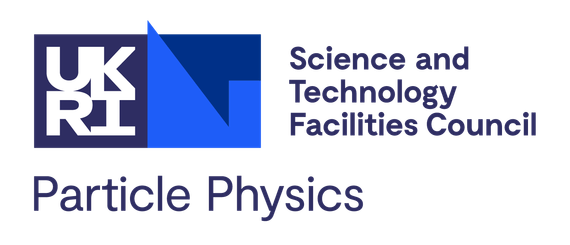 UK
RI
Science and
Technology
Facilities Council
Particle Physics